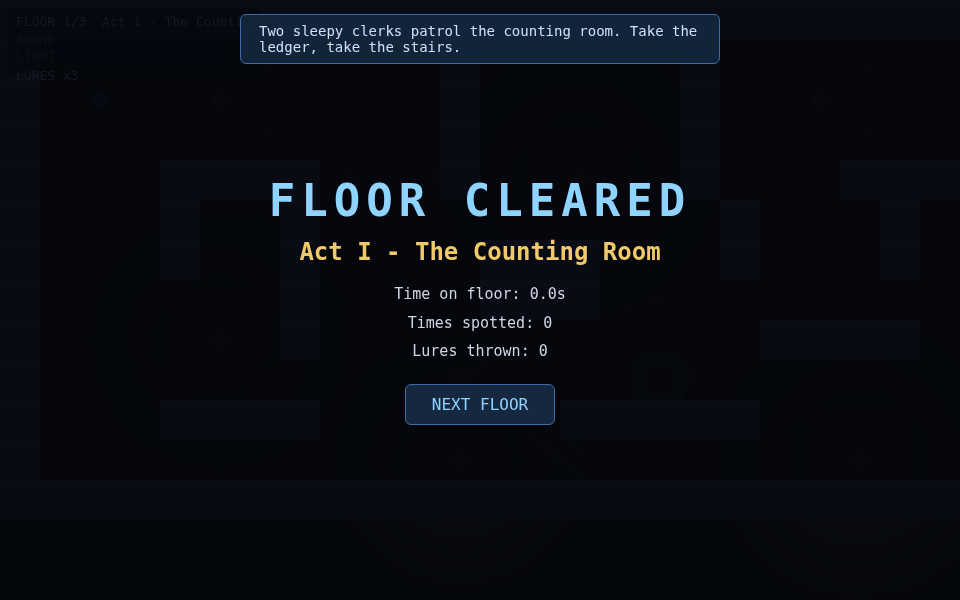 FLOOR 1/3 Act I - The Counti
SOUND
LIGHT
LURES x3
Two sleepy clerks patrol the counting room. Take the
ledger, take the stairs.
FLOOR CLEARED
Act I - The Counting Room
Time on floor: 0.0s
Times spotted: 0
Lures thrown: 0
NEXT FLOOR